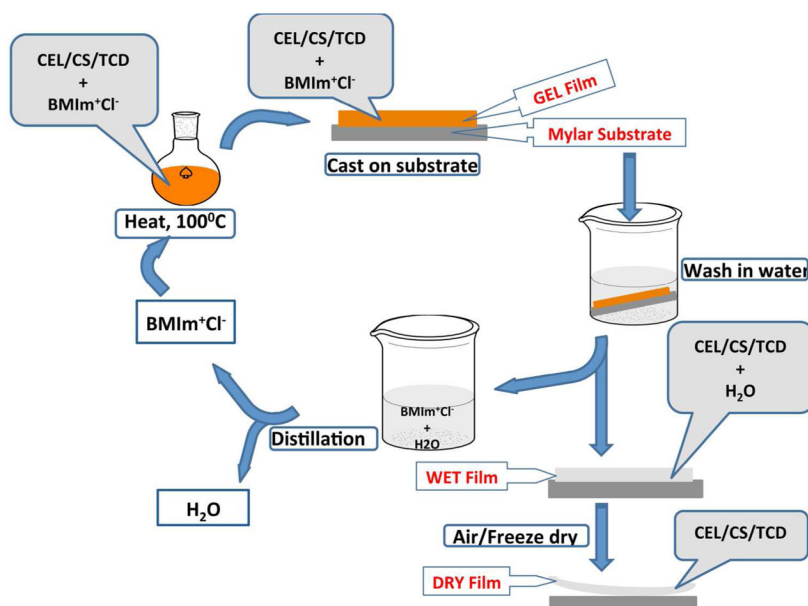 CEL/CS/TCD
+
BMIm⁺Cl⁻
CEL/CS/TCD
+
BMIm⁺Cl⁻
GEL Film
Mylar Substrate
Cast on substrate
Heat, 100⁰C
Wash in water
BMIm⁺Cl⁻
CEL/CS/TCD
+
H₂O
BMIm⁺Cl⁻
+
H2O
Distillation
WET Film
H₂O
Air/Freeze dry
CEL/CS/TCD
DRY Film